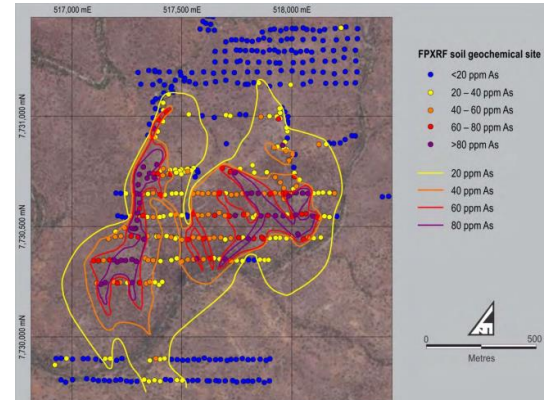 517,000 mE
517,500 mE
518,000 mE
7,731,000 mN
7,730,500 mN
7,730,000 mN
FPXRF soil geochemical site
<20 ppm As
20 – 40 ppm As
40 – 60 ppm As
60 – 80 ppm As
>80 ppm As
20 ppm As
40 ppm As
60 ppm As
80 ppm As
0
500
Metres